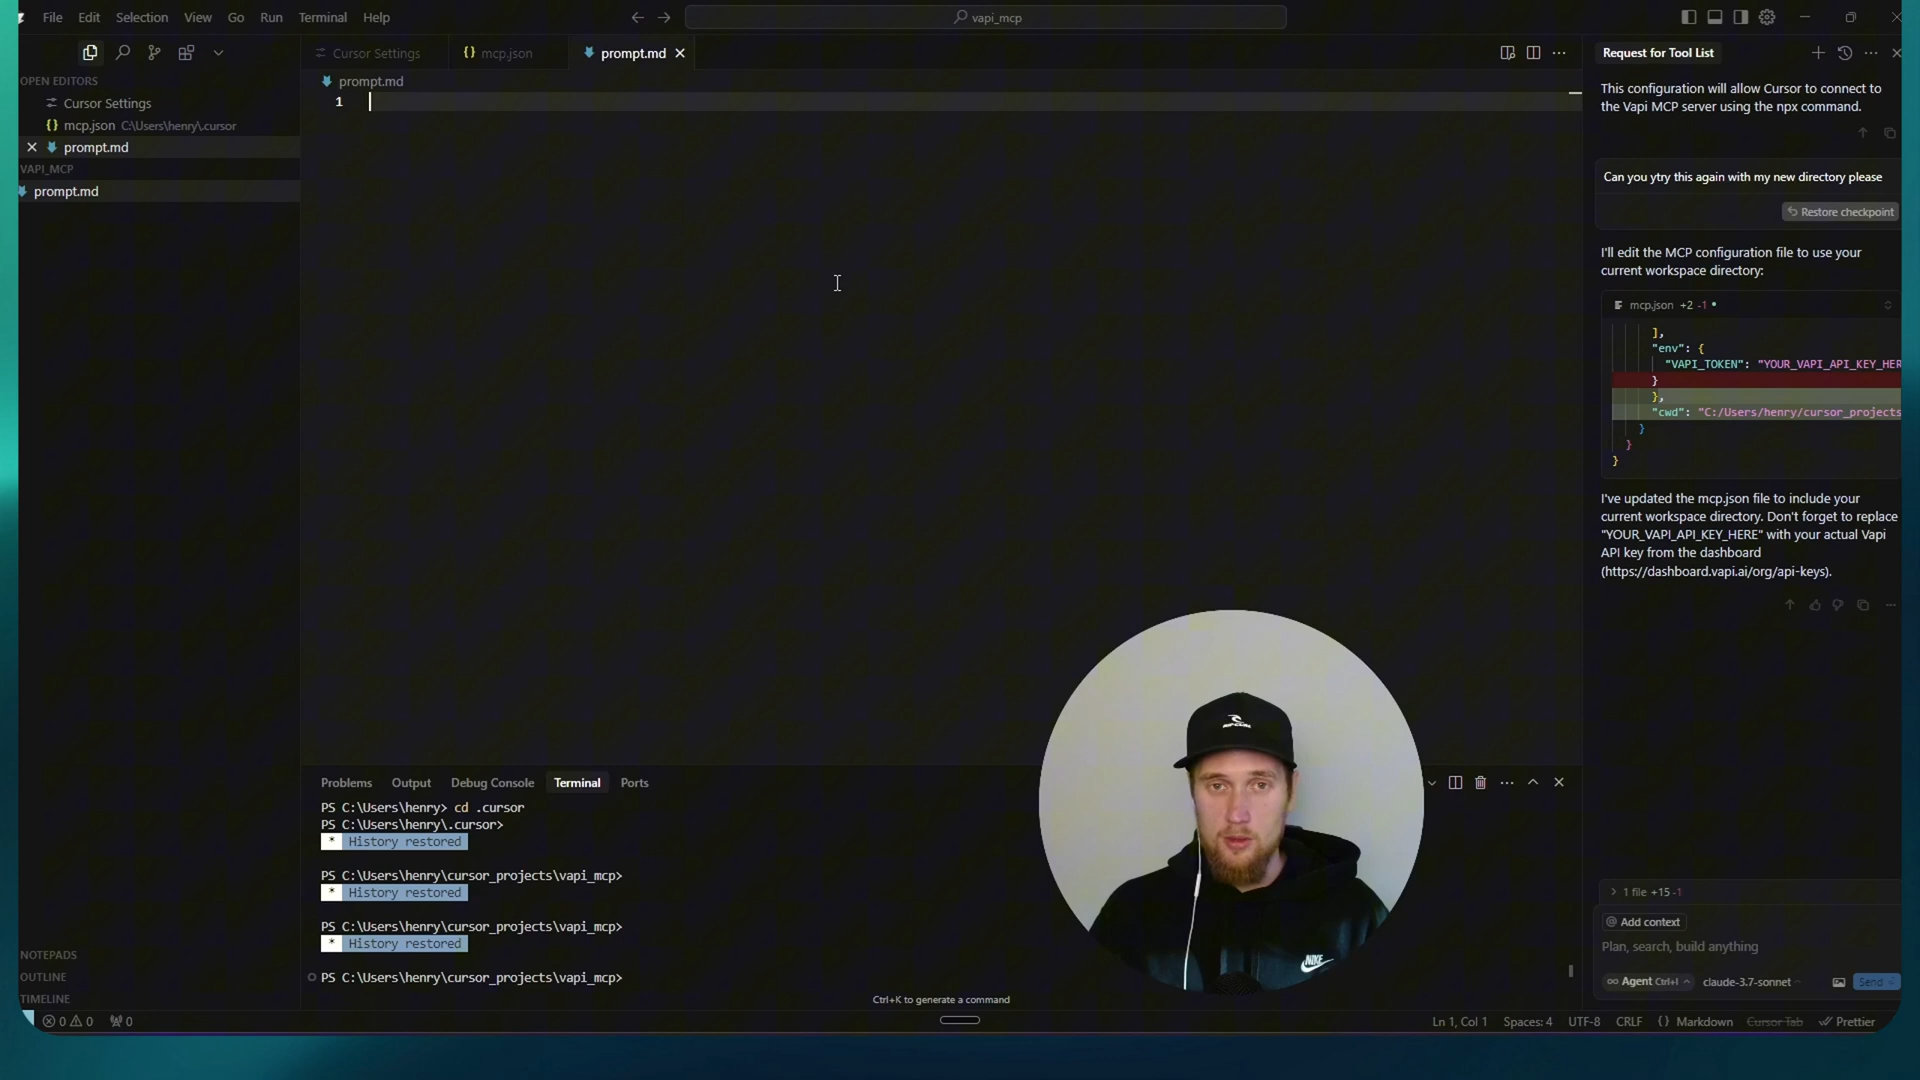 File Edit Selection View Go Run Terminal Help
vapi_mcp
Cursor Settings
mcp.json
prompt.md
Request for Tool List
OPEN EDITORS
Cursor Settings
mcp.json C:\Users\henry\.cursor
prompt.md
VAPI_MCP
prompt.md
NOTEPADS
OUTLINE
TIMELINE
prompt.md
1
Problems Output Debug Console Terminal Ports
PS C:\Users\henry> cd .cursor
PS C:\Users\henry\.cursor>
* History restored
PS C:\Users\henry\cursor_projects\vapi_mcp>
* History restored
PS C:\Users\henry\cursor_projects\vapi_mcp>
* History restored
PS C:\Users\henry\cursor_projects\vapi_mcp>
Ctrl+K to generate a command
RIP CURL
NIKE
This configuration will allow Cursor to connect to
the Vapi MCP server using the npx command.
Can you ytry this again with my new directory please
Restore checkpoint
I'll edit the MCP configuration file to use your
current workspace directory:
mcp.json +2 -1
],
"env": {
"VAPI_TOKEN": "YOUR_VAPI_API_KEY_HER
}
},
"cwd": "C:/Users/henry/cursor_projects
}
}
}
I've updated the mcp.json file to include your
current workspace directory. Don't forget to replace
"YOUR_VAPI_API_KEY_HERE" with your actual Vapi
API key from the dashboard
(https://dashboard.vapi.ai/org/api-keys).
> 1 file +15 -1
@ Add context
Plan, search, build anything
Agent Ctrl+I claude-3.7-sonnet Send
0 0 0
Ln 1, Col 1 Spaces: 4 UTF-8 CRLF {} Markdown Cursor Tab Prettier